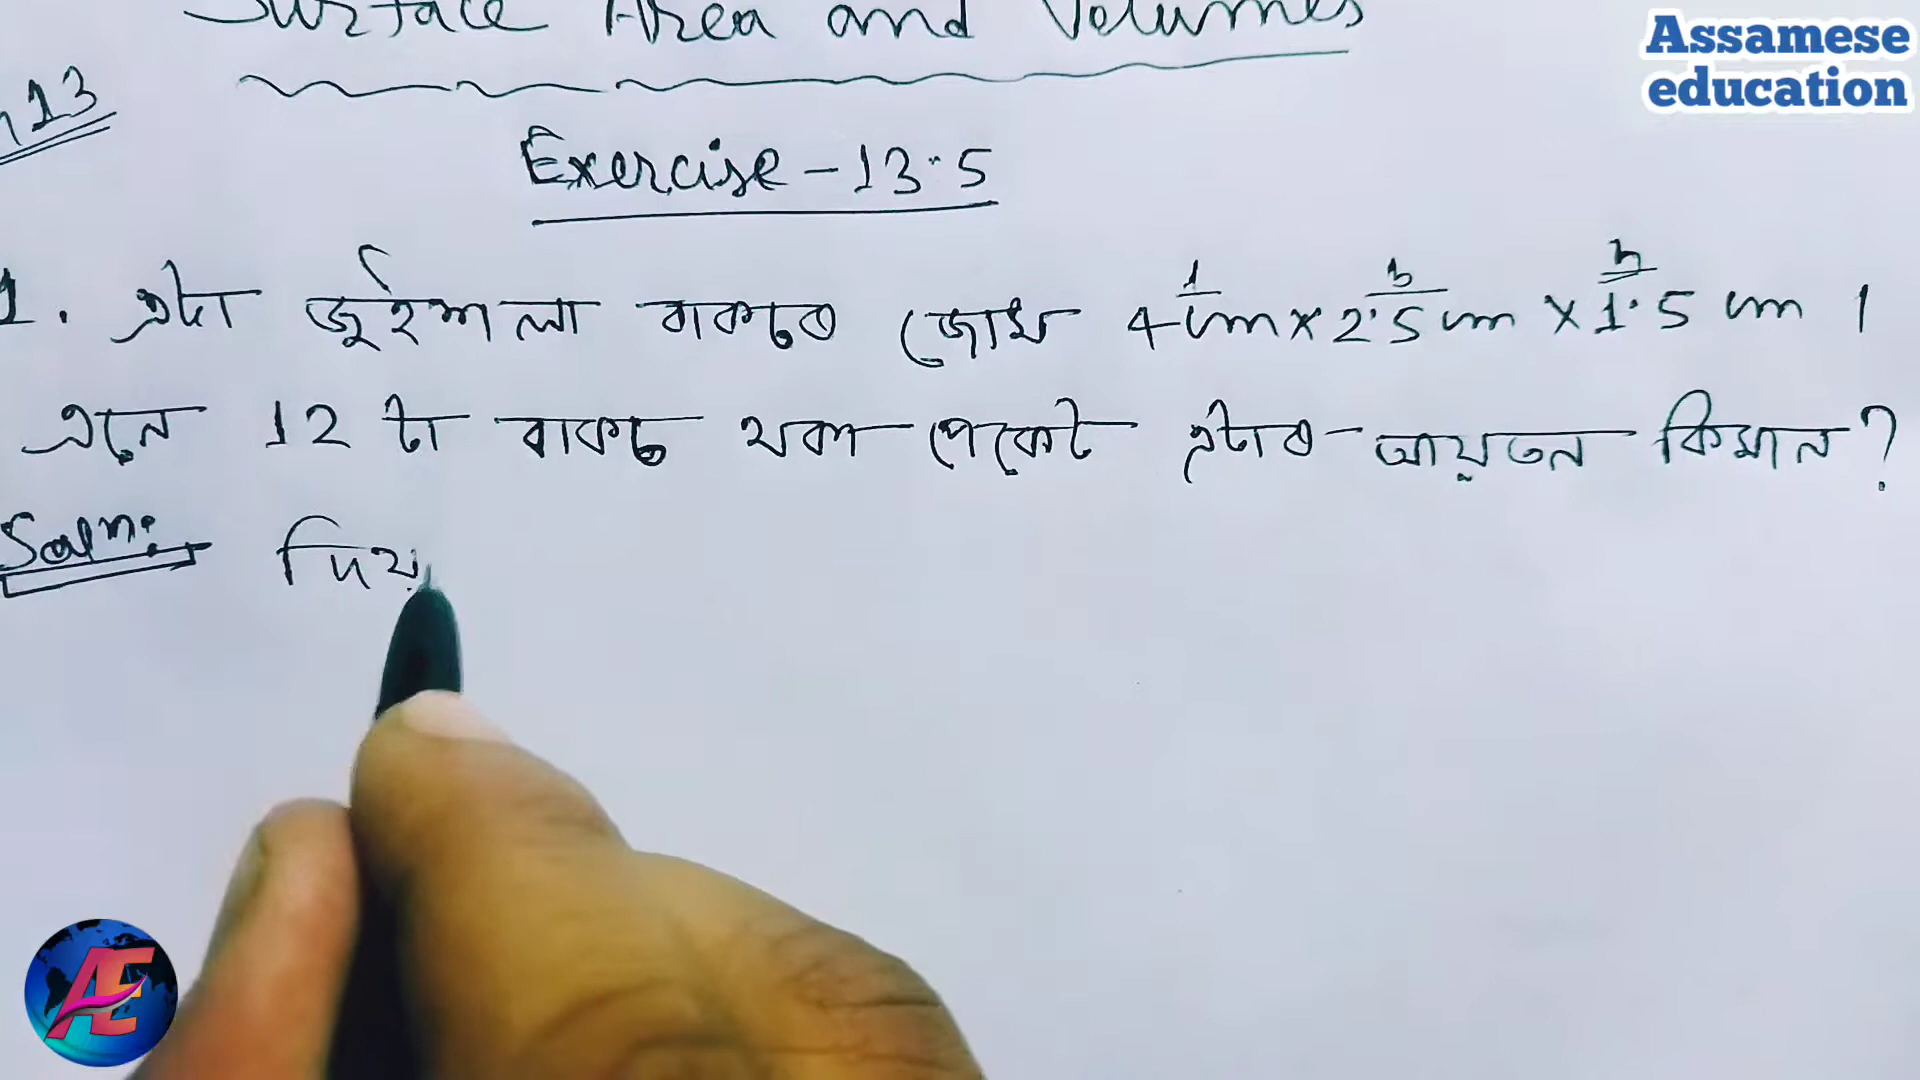 Surface Area and Volumes
Assamese
education
13
Exercise - 13.5
l b h
1. এটা জুইশলা বাকচৰ জোখ 4 cm x 2.5 cm x 1.5 cm ।
এনে 12 টা বাকচ থকা পেকেট এটাৰ আয়তন কিমান?
Soln:
দিয়
AE